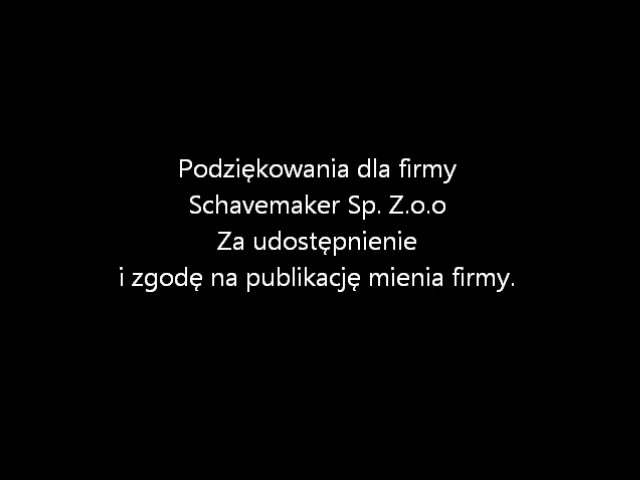 Podziękowania dla firmy
Schavemaker Sp. Z.o.o
Za udostępnienie
i zgodę na publikację mienia firmy.